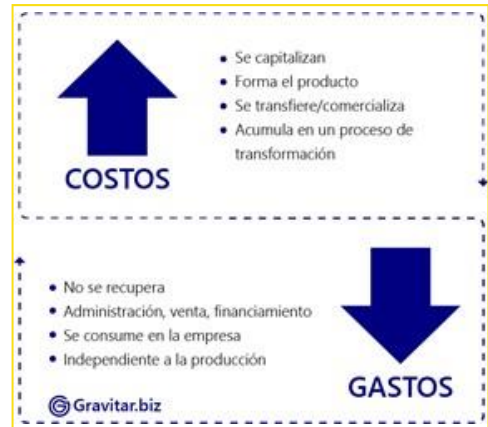 • Se capitalizan
• Forma el producto
• Se transfiere/comercializa
• Acumula en un proceso de
transformación
COSTOS
• No se recupera
• Administración, venta, financiamiento
• Se consume en la empresa
• Independiente a la producción
GASTOS
Gravitar.biz